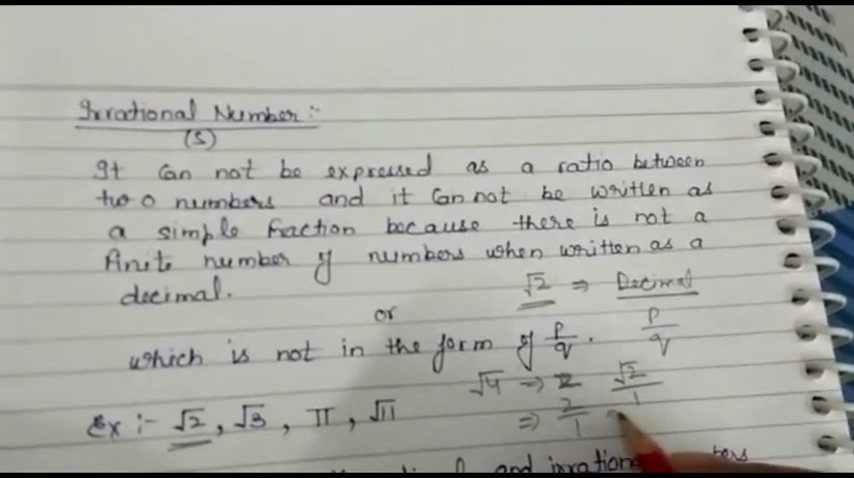 Irrational Number :-
(S)
It can not be expressed as a ratio between
two numbers and it can not be written as
a simple fraction because there is not a
finite number of numbers when written as a
decimal.
√2 ⇒ Decimal
or
which is not in the form of p/q. p/q
√4 → 2 √2/1
Ex :- √2, √3, π, √11 ⇒ 2/1
and irration